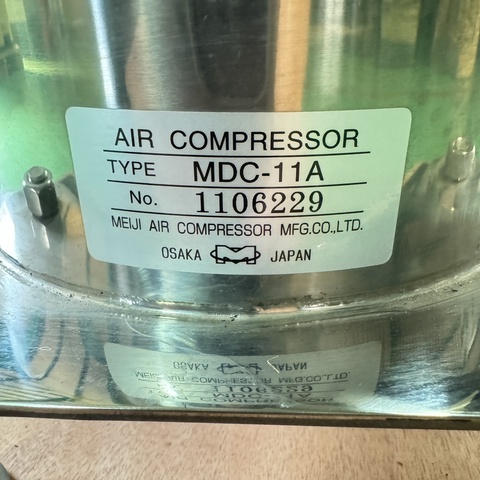 AIR COMPRESSOR
TYPE MDC-11A
No. 1106229
MEIJI AIR COMPRESSOR MFG.CO.,LTD.
OSAKA JAPAN